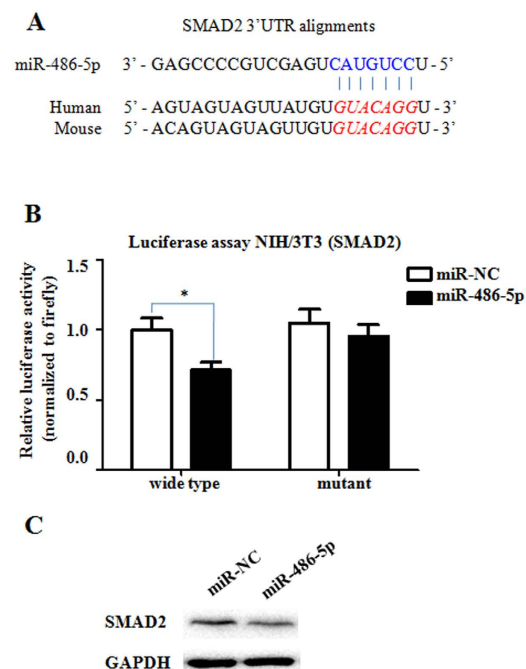 A
SMAD2 3'UTR alignments
miR-486-5p 3' - GAGCCCCGUCGAGUCAUGUCCU - 5'
Human 5' - AGUAGUAGUUAUGUGUACAGGU - 3'
Mouse 5' - ACAGUAGUAGUUGUGUACAGGU - 3'
B
Luciferase assay NIH/3T3 (SMAD2)
Relative luciferase activity
(normalized to firefly)
1.5
1.0
0.5
0.0
*
miR-NC
miR-486-5p
wide type mutant
C
miR-NC miR-486-5p
SMAD2
GAPDH